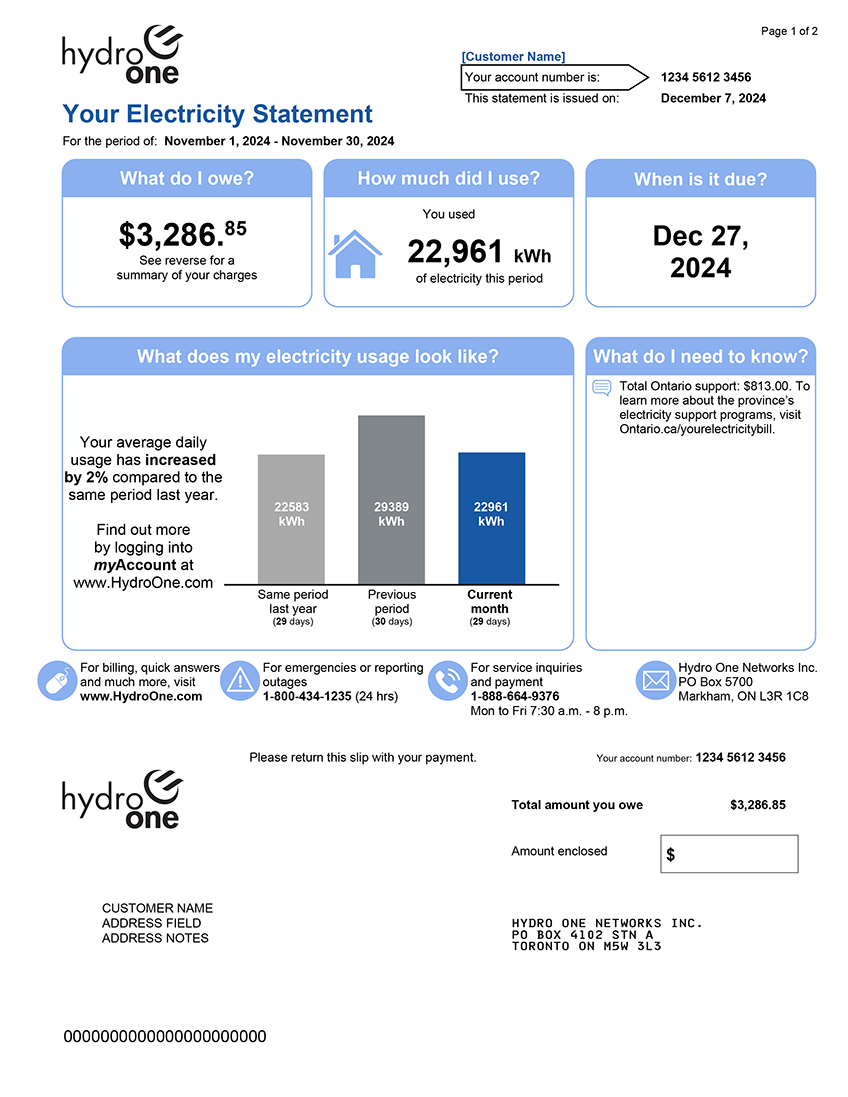 Page 1 of 2
hydro
one
[Customer Name]
Your account number is: 1234 5612 3456
This statement is issued on: December 7, 2024
Your Electricity Statement
For the period of: November 1, 2024 - November 30, 2024
What do I owe?
$3,286.85
See reverse for a
summary of your charges
How much did I use?
You used
22,961 kWh
of electricity this period
When is it due?
Dec 27,
2024
What does my electricity usage look like?
Your average daily
usage has increased
by 2% compared to the
same period last year.
Find out more
by logging into
myAccount at
www.HydroOne.com
22583
kWh
29389
kWh
22961
kWh
Same period
last year
(29 days)
Previous
period
(30 days)
Current
month
(29 days)
What do I need to know?
Total Ontario support: $813.00. To
learn more about the province's
electricity support programs, visit
Ontario.ca/yourelectricitybill.
For billing, quick answers
and much more, visit
www.HydroOne.com
For emergencies or reporting
outages
1-800-434-1235 (24 hrs)
For service inquiries
and payment
1-888-664-9376
Mon to Fri 7:30 a.m. - 8 p.m.
Hydro One Networks Inc.
PO Box 5700
Markham, ON L3R 1C8
Please return this slip with your payment.
Your account number: 1234 5612 3456
hydro
one
Total amount you owe $3,286.85
Amount enclosed $
CUSTOMER NAME
ADDRESS FIELD
ADDRESS NOTES
HYDRO ONE NETWORKS INC.
PO BOX 4102 STN A
TORONTO ON M5W 3L3
0000000000000000000000